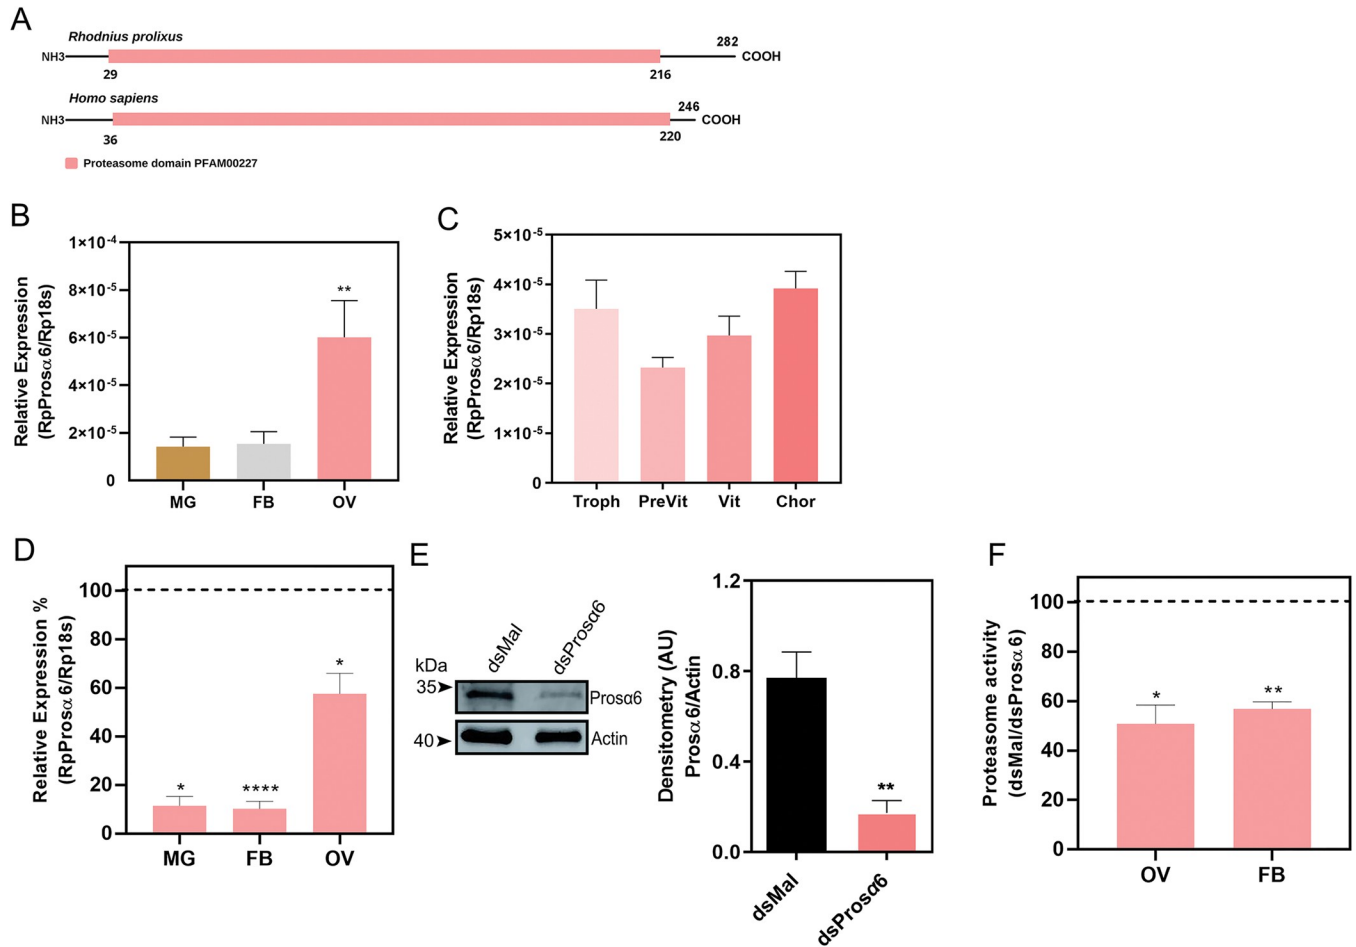 A
Rhodnius prolixus
282
NH3
COOH
29
216
Homo sapiens
246
NH3
COOH
36
220
Proteasome domain PFAM00227
B
Relative Expression
(RpProsα6/Rp18s)
1×10-4
8×10-5
6×10-5
4×10-5
2×10-5
0
**
MG
FB
OV
C
Relative Expression
(RpProsα6/Rp18s)
5×10-5
4×10-5
3×10-5
2×10-5
1×10-5
0
Troph
PreVit
Vit
Chor
D
Relative Expression %
(RpProsα6/Rp18s)
100
80
60
40
20
0
*
****
*
MG
FB
OV
E
kDa
dsMal
dsProsα6
35
Prosα6
40
Actin
Densitometry (AU)
Prosα6/Actin
1.2
0.8
0.4
0.0
**
dsMal
dsProsα6
F
Proteasome activity
(dsMal/dsProsα6)
100
80
60
40
20
0
*
**
OV
FB